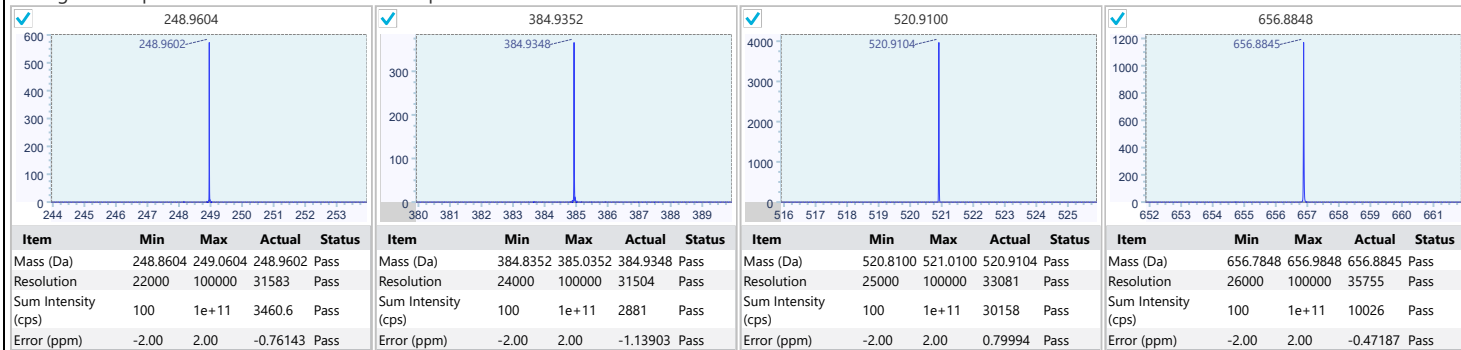 248.9604
600
248.9602
500
400
300
200
100
0
244 245 246 247 248 249 250 251 252 253
Item Min Max Actual Status
Mass (Da) 248.8604 249.0604 248.9602 Pass
Resolution 22000 100000 31583 Pass
Sum Intensity (cps) 100 1e+11 3460.6 Pass
Error (ppm) -2.00 2.00 -0.76143 Pass
384.9352
384.9348
300
200
100
0
380 381 382 383 384 385 386 387 388 389
Item Min Max Actual Status
Mass (Da) 384.8352 385.0352 384.9348 Pass
Resolution 24000 100000 31504 Pass
Sum Intensity (cps) 100 1e+11 2881 Pass
Error (ppm) -2.00 2.00 -1.13903 Pass
520.9100
4000
520.9104
3000
2000
1000
0
516 517 518 519 520 521 522 523 524 525
Item Min Max Actual Status
Mass (Da) 520.8100 521.0100 520.9104 Pass
Resolution 25000 100000 33081 Pass
Sum Intensity (cps) 100 1e+11 30158 Pass
Error (ppm) -2.00 2.00 0.79994 Pass
656.8848
1200
656.8845
1000
800
600
400
200
0
652 653 654 655 656 657 658 659 660 661
Item Min Max Actual Status
Mass (Da) 656.7848 656.9848 656.8845 Pass
Resolution 26000 100000 35755 Pass
Sum Intensity (cps) 100 1e+11 10026 Pass
Error (ppm) -2.00 2.00 -0.47187 Pass